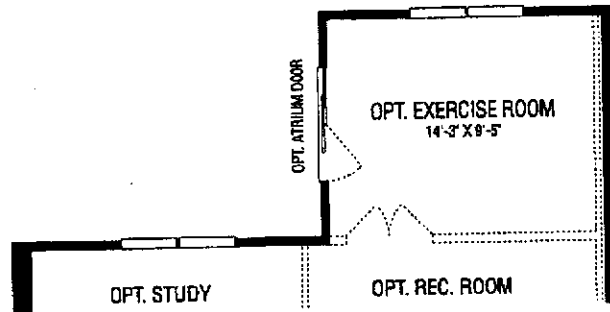 OPT. ATRIUM DOOR
OPT. EXERCISE ROOM
14'-3" X 9'-5"
OPT. STUDY
OPT. REC. ROOM